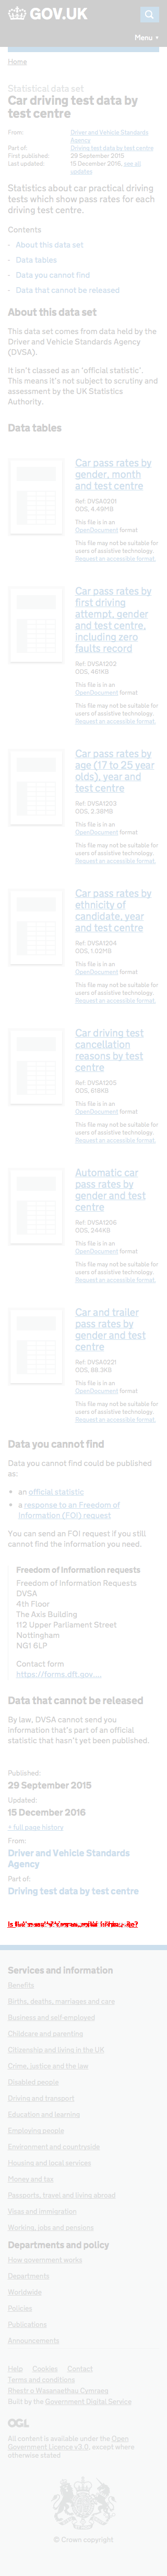 GOV.UK
Menu
Home
Statistical data set
Car driving test data by
test centre
From:
Driver and Vehicle Standards
Agency
Part of:
Driving test data by test centre
First published:
29 September 2015
Last updated:
15 December 2016, see all
updates
Statistics about car practical driving
tests which show pass rates for each
driving test centre.
Contents
About this data set
Data tables
Data you cannot find
Data that cannot be released
About this data set
This data set comes from data held by the
Driver and Vehicle Standards Agency
(DVSA).
It isn't classed as an 'official statistic'.
This means it's not subject to scrutiny and
assessment by the UK Statistics
Authority.
Data tables
Car pass rates by
gender, month
and test centre
Ref: DVSA0201
ODS, 4.49MB
This file is in an
OpenDocument format
This file may not be suitable for
users of assistive technology.
Request an accessible format.
Car pass rates by
first driving
attempt, gender
and test centre,
including zero
faults record
Ref: DVSA1202
ODS, 461KB
This file is in an
OpenDocument format
This file may not be suitable for
users of assistive technology.
Request an accessible format.
Car pass rates by
age (17 to 25 year
olds), year and
test centre
Ref: DVSA1203
ODS, 2.38MB
This file is in an
OpenDocument format
This file may not be suitable for
users of assistive technology.
Request an accessible format.
Car pass rates by
ethnicity of
candidate, year
and test centre
Ref: DVSA1204
ODS, 1.02MB
This file is in an
OpenDocument format
This file may not be suitable for
users of assistive technology.
Request an accessible format.
Car driving test
cancellation
reasons by test
centre
Ref: DVSA1205
ODS, 618KB
This file is in an
OpenDocument format
This file may not be suitable for
users of assistive technology.
Request an accessible format.
Automatic car
pass rates by
gender and test
centre
Ref: DVSA1206
ODS, 244KB
This file is in an
OpenDocument format
This file may not be suitable for
users of assistive technology.
Request an accessible format.
Car and trailer
pass rates by
gender and test
centre
Ref: DVSA0221
ODS, 98.3KB
This file is in an
OpenDocument format
This file may not be suitable for
users of assistive technology.
Request an accessible format.
Data you cannot find
Data you cannot find could be published
as:
an official statistic
a response to an Freedom of
Information (FOI) request
You can send an FOI request if you still
cannot find the information you need.
Freedom of Information requests
Freedom of Information Requests
DVSA
4th Floor
The Axis Building
112 Upper Parliament Street
Nottingham
NG1 6LP
Contact form
https://forms.dft.gov....
Data that cannot be released
By law, DVSA cannot send you
information that's part of an official
statistic that hasn't yet been published.
Published:
29 September 2015
Updated:
15 December 2016
+ full page history
From:
Driver and Vehicle Standards
Agency
Part of:
Driving test data by test centre
Services and information
Benefits
Births, deaths, marriages and care
Business and self-employed
Childcare and parenting
Citizenship and living in the UK
Crime, justice and the law
Disabled people
Driving and transport
Education and learning
Employing people
Environment and countryside
Housing and local services
Money and tax
Passports, travel and living abroad
Visas and immigration
Working, jobs and pensions
Departments and policy
How government works
Departments
Worldwide
Policies
Publications
Announcements
Help Cookies Contact
Terms and conditions
Rhestr o Wasanaethau Cymraeg
Built by the Government Digital Service
OGL
All content is available under the Open
Government Licence v3.0, except where
otherwise stated
© Crown copyright